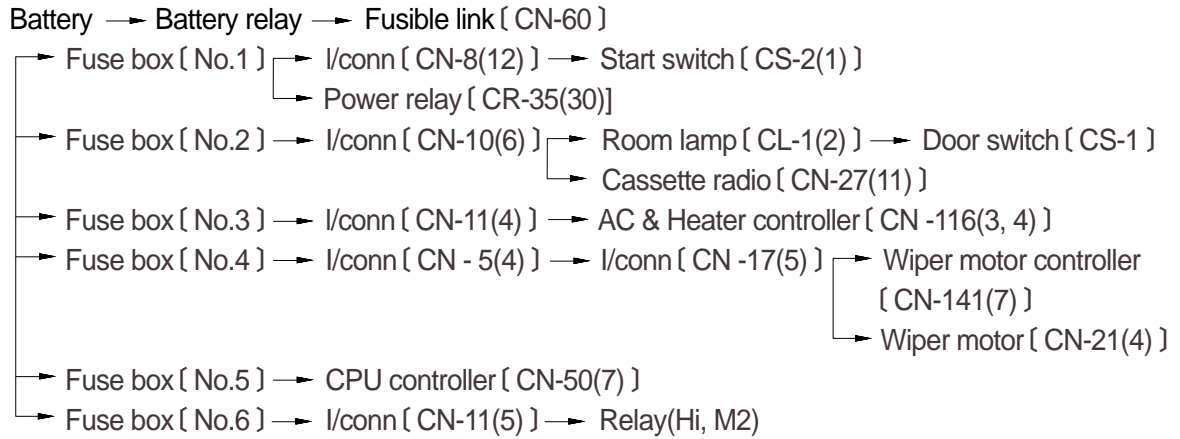 Battery → Battery relay → Fusible link〔CN-60〕
Fuse box〔No.1〕 → I/conn〔CN-8(12)〕 → Start switch〔CS-2(1)〕
→ Power relay〔CR-35(30)]
Fuse box〔No.2〕 → I/conn〔CN-10(6)〕 → Room lamp〔CL-1(2)〕 → Door switch〔CS-1〕
→ Cassette radio〔CN-27(11)〕
Fuse box〔No.3〕 → I/conn〔CN-11(4)〕 → AC & Heater controller〔CN -116(3, 4)〕
Fuse box〔No.4〕 → I/conn〔CN - 5(4)〕 → I/conn〔CN -17(5)〕 → Wiper motor controller
〔CN-141(7)〕
→ Wiper motor〔CN-21(4)〕
Fuse box〔No.5〕 → CPU controller〔CN-50(7)〕
Fuse box〔No.6〕 → I/conn〔CN-11(5)〕 → Relay(Hi, M2)